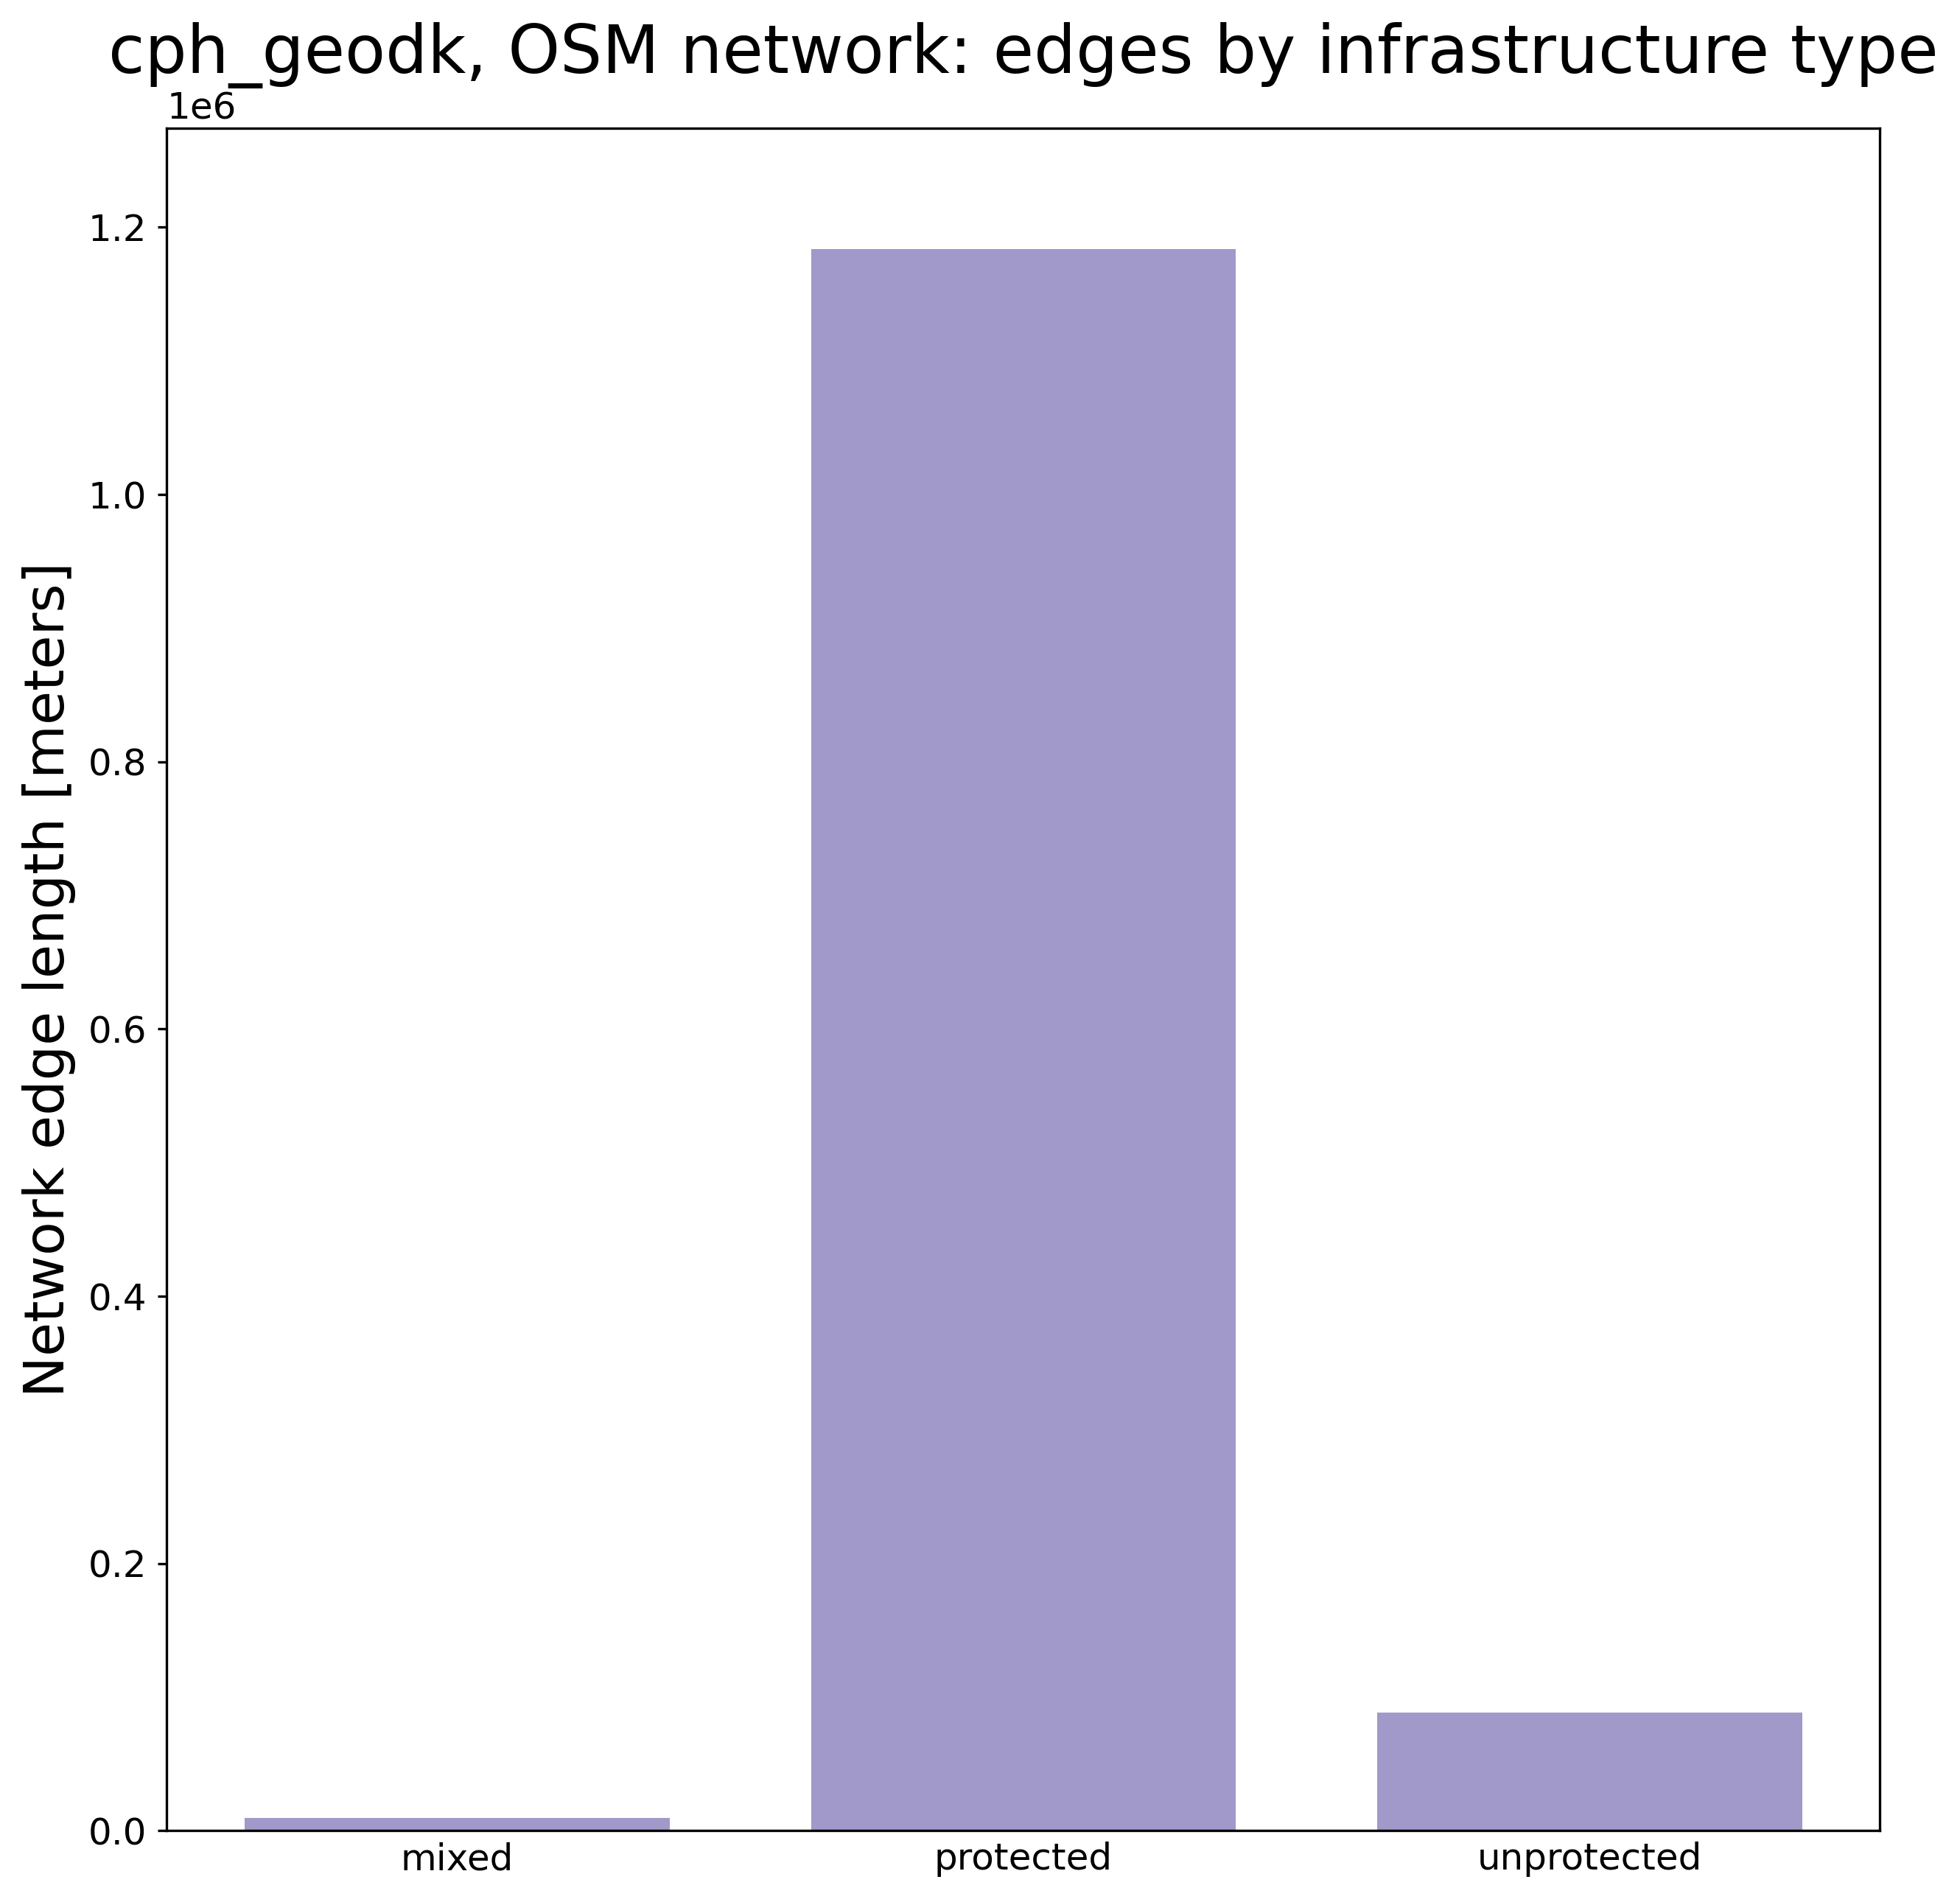 cph_geodk, OSM network: edges by infrastructure type
1e6
1.2
1.0
0.8
0.6
0.4
0.2
0.0
Network edge length [meters]
mixed
protected
unprotected